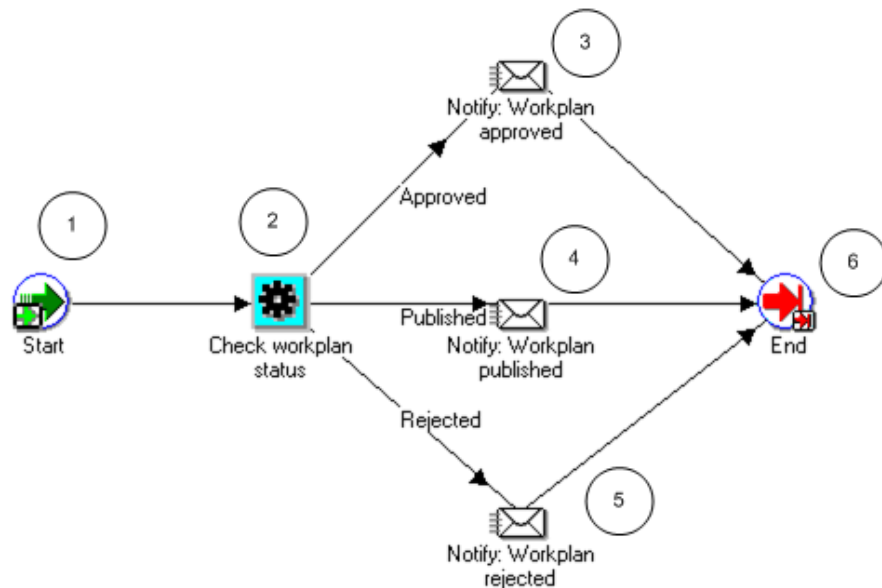 3
Notify: Workplan
approved
Approved
1
2
4
6
Start
Check workplan
status
Published
Notify: Workplan
published
End
Rejected
5
Notify: Workplan
rejected